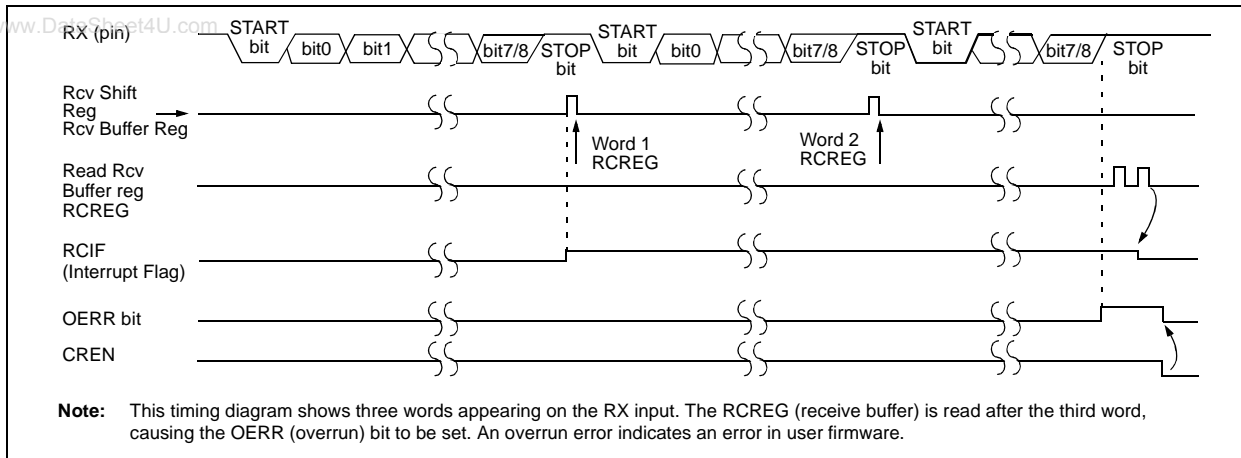 www.DataSheet4U.com
RX (pin)
START
bit
bit0
bit1
bit7/8
STOP
bit
START
bit
bit0
bit7/8
STOP
bit
START
bit
bit7/8
STOP
bit
Rcv Shift
Reg
Rcv Buffer Reg
Word 1
RCREG
Word 2
RCREG
Read Rcv
Buffer reg
RCREG
RCIF
(Interrupt Flag)
OERR bit
CREN
Note: This timing diagram shows three words appearing on the RX input. The RCREG (receive buffer) is read after the third word,
causing the OERR (overrun) bit to be set. An overrun error indicates an error in user firmware.